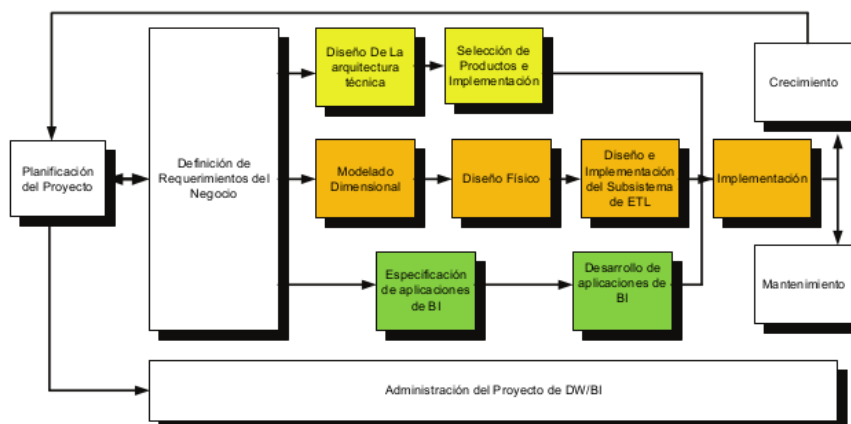 Diseño De La
arquitectura
técnica
Selección de
Productos e
Implementación
Crecimiento
Planificación
del Proyecto
Definición de
Requerimientos del
Negocio
Modelado
Dimensional
Diseño Físico
Diseño e
Implementación
del Subsistema
de ETL
Implementación
Especificación
de aplicaciones
de BI
Desarrollo de
aplicaciones de
BI
Mantenimiento
Administración del Proyecto de DW/BI